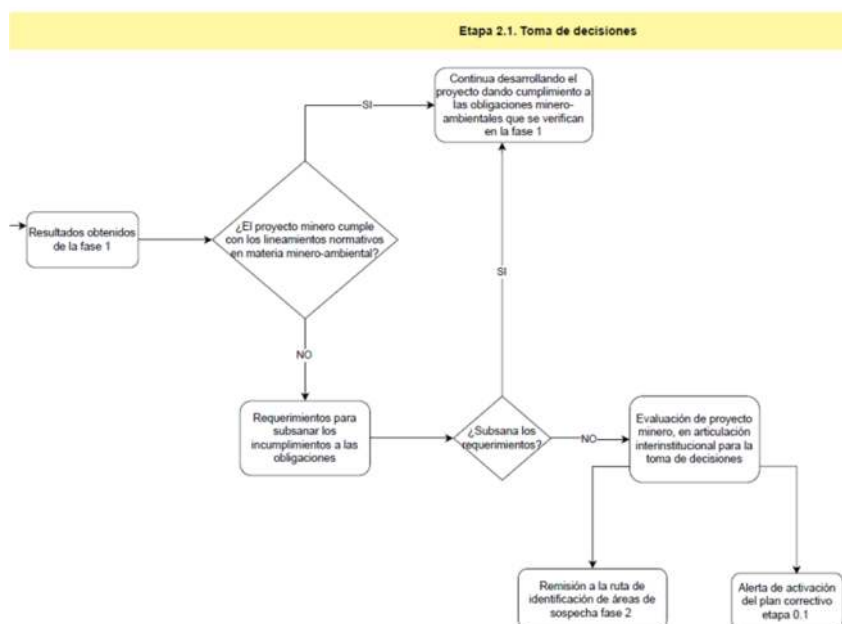 Etapa 2.1. Toma de decisiones
Continua desarrollando el
proyecto dando cumplimiento a
las obligaciones minero-
ambientales que se verifican
en la fase 1
SI
Resultados obtenidos
de la fase 1
¿El proyecto minero cumple
con los lineamientos normativos
en materia minero-ambiental?
SI
NO
Requerimientos para
subsanar los
incumplimientos a las
obligaciones
¿Subsana los
requerimientos?
NO
Evaluación de proyecto
minero, en articulación
interinstitucional para la
toma de decisiones
Remisión a la ruta de
identificación de áreas de
sospecha fase 2
Alerta de activación
del plan correctivo
etapa 0.1